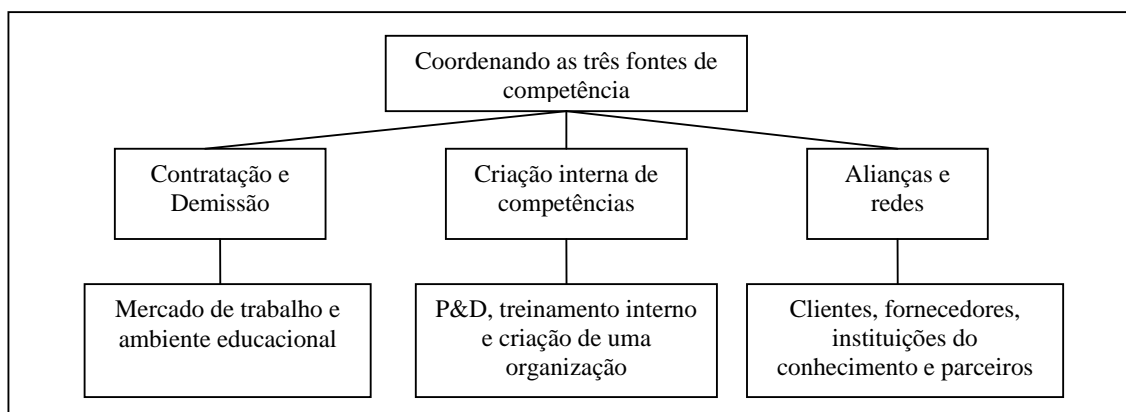 Coordenando as três fontes de
competência
Contratação e
Demissão
Criação interna de
competências
Alianças e
redes
Mercado de trabalho e
ambiente educacional
P&D, treinamento interno
e criação de uma
organização
Clientes, fornecedores,
instituições do
conhecimento e parceiros